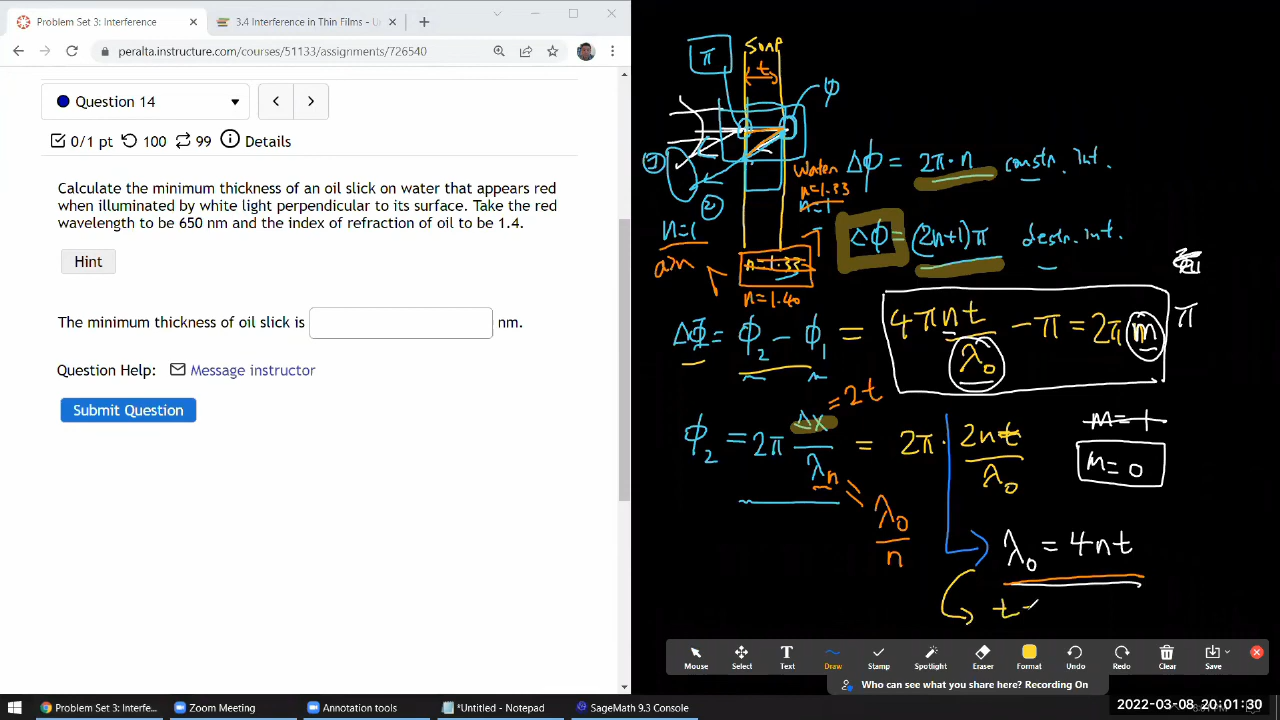 Problem Set 3: Interference
3.4 Interference in Thin Films - U
peralta.instructure.com/courses/51133/assignments/726540
Question 14
0/1 pt 100 99 Details
Calculate the minimum thickness of an oil slick on water that appears red
when illuminated by white light perpendicular to its surface. Take the red
wavelength to be 650 nm and the index of refraction of oil to be 1.4.
Hint
The minimum thickness of oil slick is nm.
Question Help: Message instructor
Submit Question
π
t
φ
①
②
Water
n=1.33
n=1
n=1
air
n=1.33
n=1.40
Δφ = 2π·n constr. int.
Δφ = (2n+1)π destr. int.
ΔΦ = φ₂ - φ₁ = 4πnt/λ₀ - π = 2πm
π
φ₂ = 2π Δx/λn = 2π · 2nt/λ₀
= 2t
λ₀/n
m = 1
m = 0
λ₀ = 4nt
t-
Mouse Select Text Draw Stamp Spotlight Eraser Format Undo Redo Clear Save
Who can see what you share here? Recording On
Problem Set 3: Interfe... Zoom Meeting Annotation tools *Untitled - Notepad SageMath 9.3 Console
2022-03-08 20:01:30